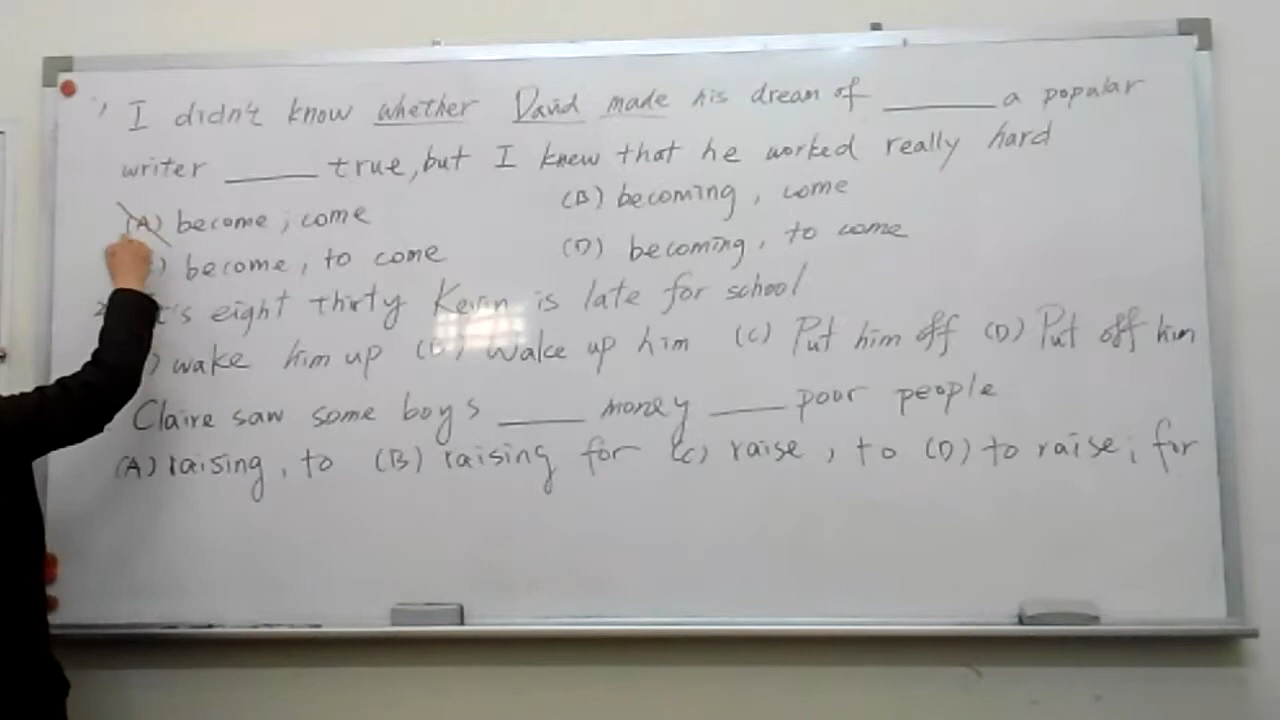 I didn't know whether David made his dream of ______ a popular
writer _____ true, but I knew that he worked really hard
(A) become ; come (B) becoming , come
) become , to come (D) becoming , to come
's eight thirty Kevin is late for school
) wake him up ( ) wake up him (C) Put him off (D) Put off him
Claire saw some boys _____ money ____ poor people
(A) raising , to (B) raising for (C) raise , to (D) to raise ; for